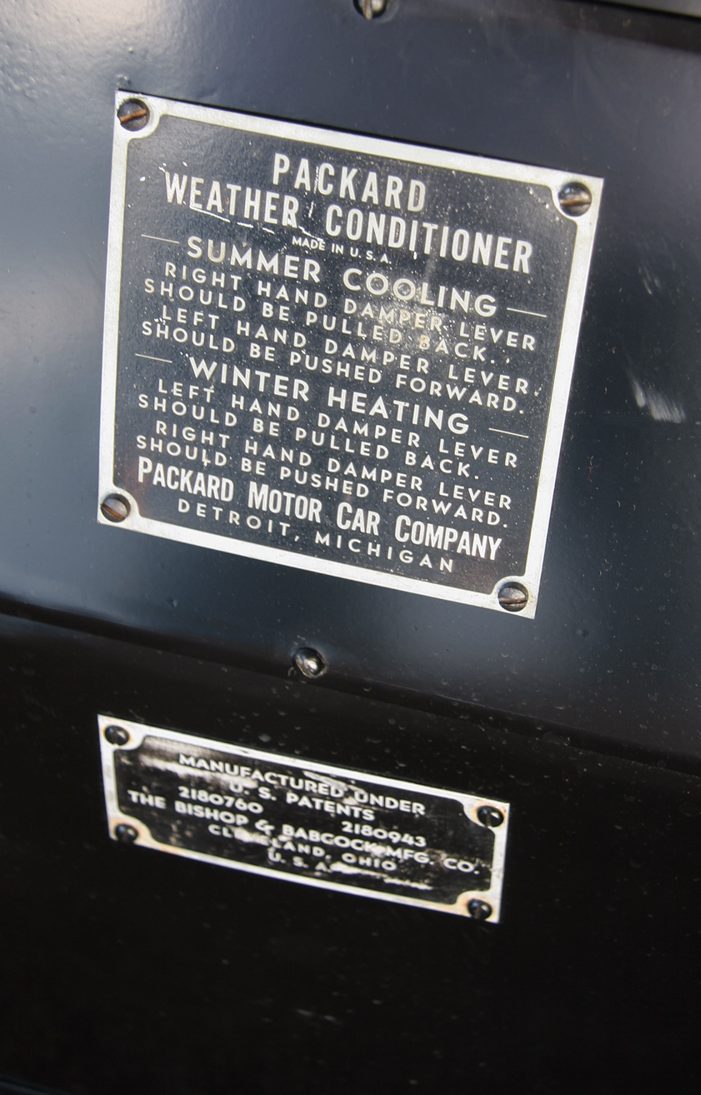 PACKARD
WEATHER CONDITIONER
MADE IN U.S.A.
SUMMER COOLING
RIGHT HAND DAMPER LEVER
SHOULD BE PULLED BACK.
LEFT HAND DAMPER LEVER
SHOULD BE PUSHED FORWARD.
WINTER HEATING
LEFT HAND DAMPER LEVER
SHOULD BE PULLED BACK.
RIGHT HAND DAMPER LEVER
SHOULD BE PUSHED FORWARD.
PACKARD MOTOR CAR COMPANY
DETROIT, MICHIGAN
MANUFACTURED UNDER
U. S. PATENTS
2180760 2180943
THE BISHOP & BABCOCK MFG. CO.
CLEVELAND, OHIO
U. S. A.